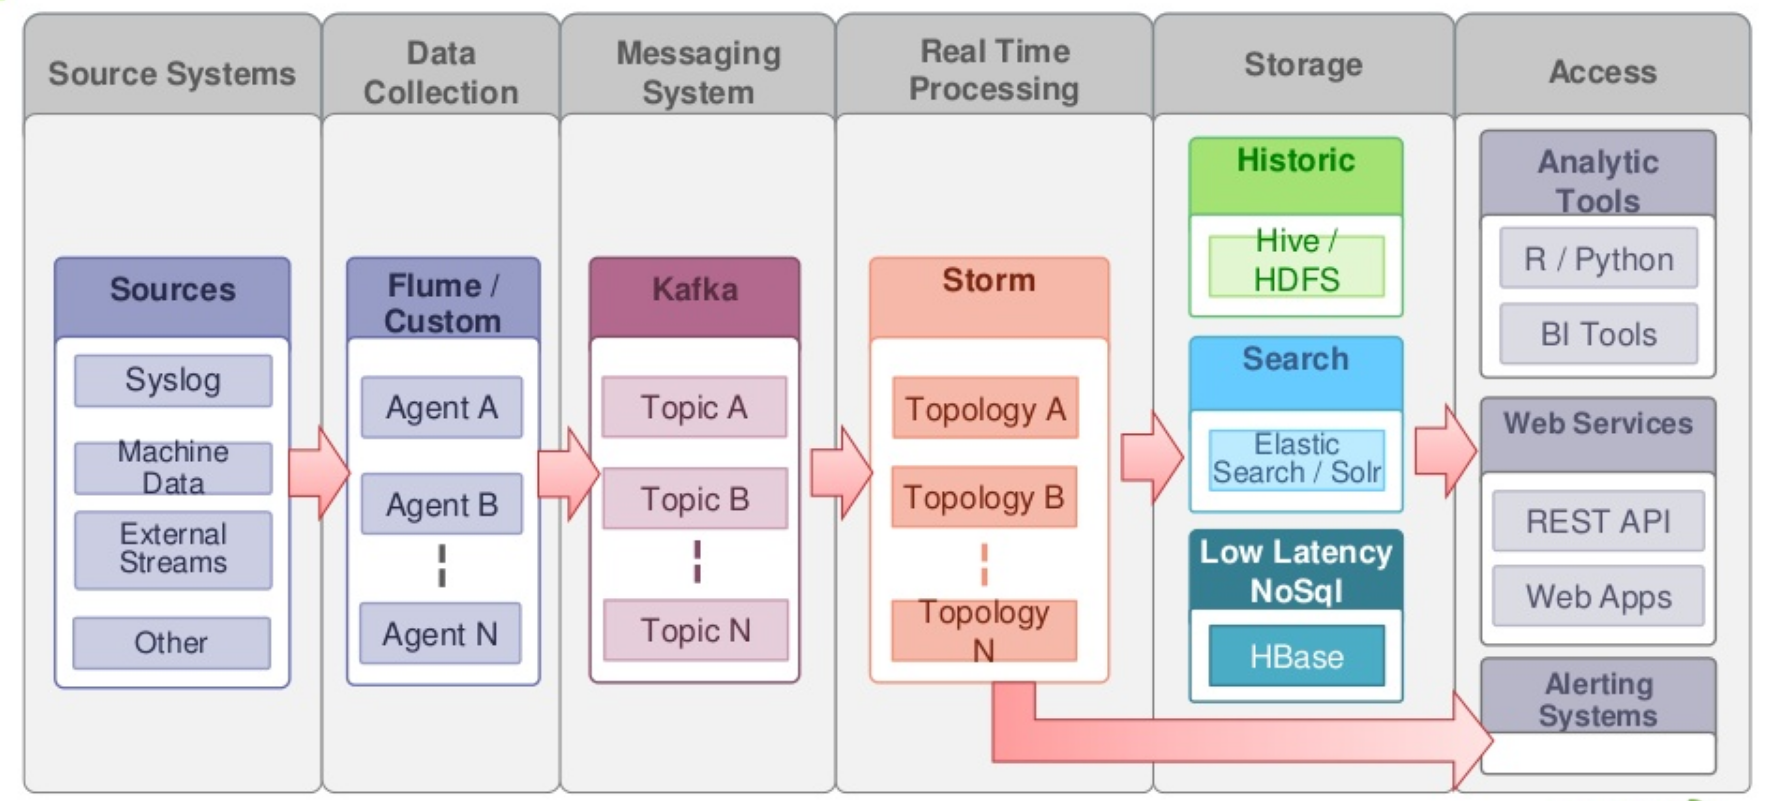 Source Systems
Data
Collection
Messaging
System
Real Time
Processing
Storage
Access
Sources
Syslog
Machine
Data
External
Streams
Other
Flume /
Custom
Agent A
Agent B
Agent N
Kafka
Topic A
Topic B
Topic N
Storm
Topology A
Topology B
Topology
N
Historic
Hive /
HDFS
Search
Elastic
Search / Solr
Low Latency
NoSql
HBase
Analytic
Tools
R / Python
BI Tools
Web Services
REST API
Web Apps
Alerting
Systems